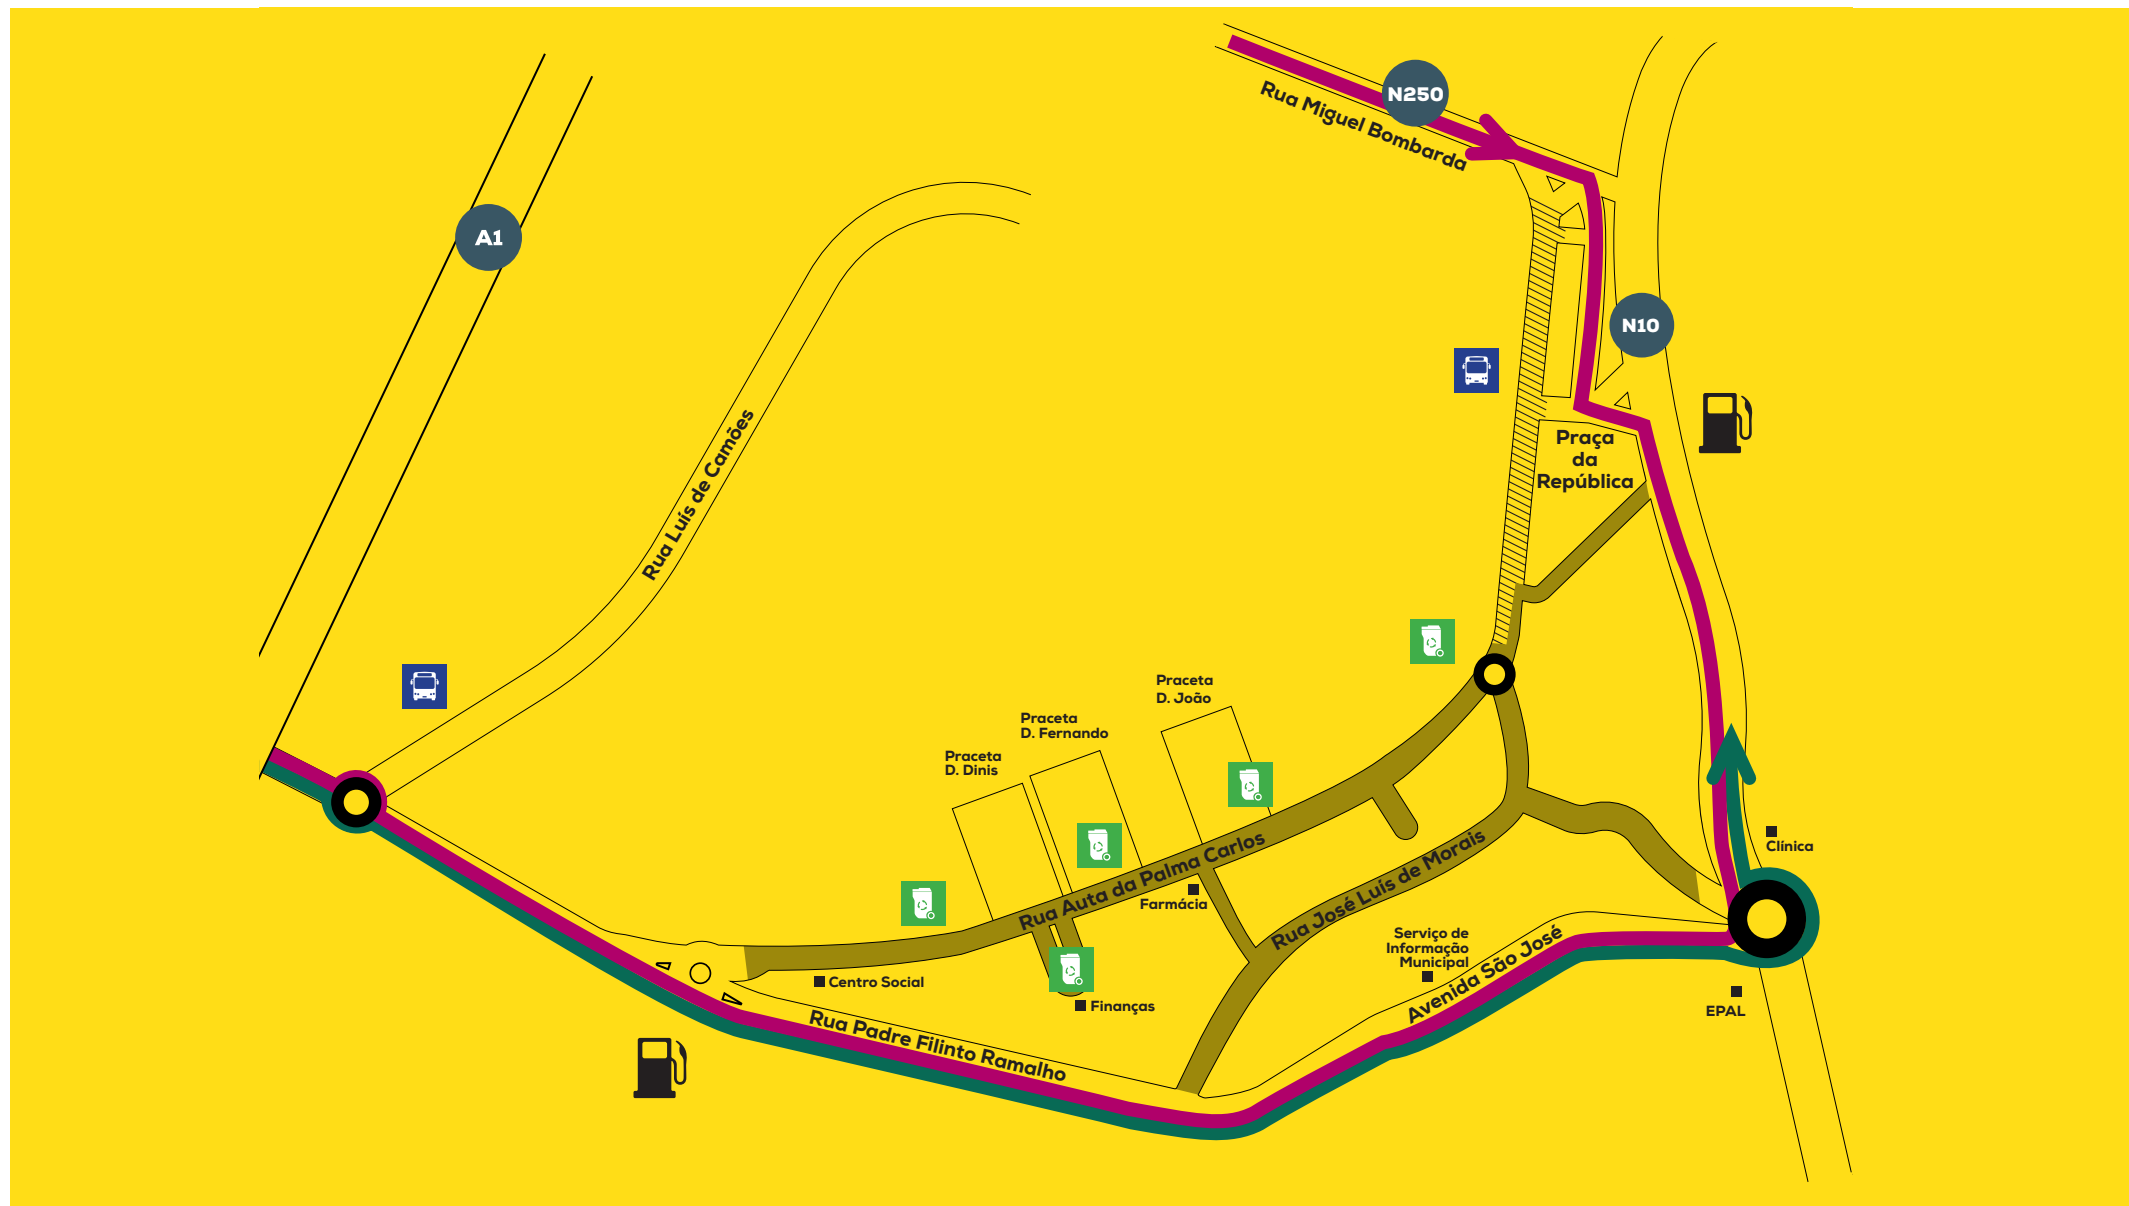 N250
Rua Miguel Bombarda
A1
N10
Rua Luís de Camões
Praça
da
República
Praceta
D. João
Praceta
D. Fernando
Praceta
D. Dinis
Rua Auta da Palma Carlos
Rua José Luís de Morais
Farmácia
Clínica
Serviço de
Informação
Municipal
Avenida São José
Centro Social
Finanças
EPAL
Rua Padre Filinto Ramalho